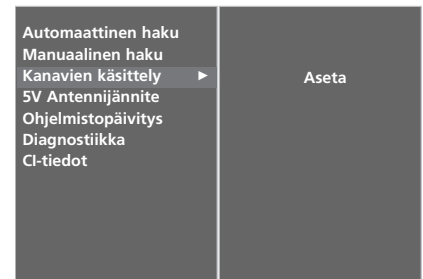 Automaattinen haku
Manuaalinen haku
Kanavien käsittely ►
5V Antennijännite
Ohjelmistopäivitys
Diagnostiikka
CI-tiedot
Aseta